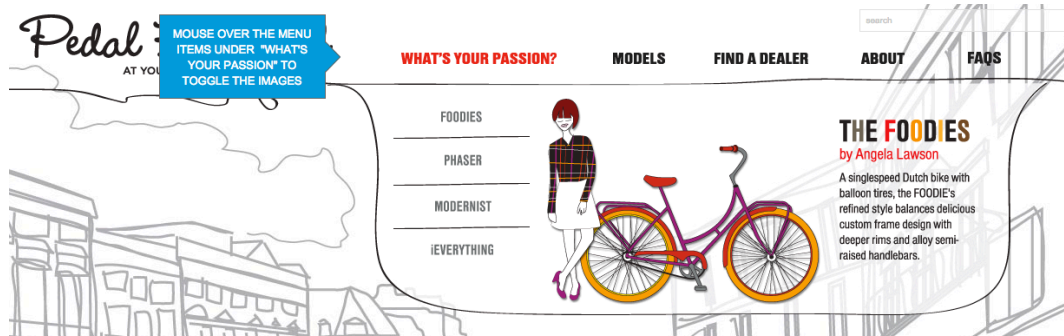 Pedal
AT YOU
MOUSE OVER THE MENU
ITEMS UNDER "WHAT'S
YOUR PASSION" TO
TOGGLE THE IMAGES
search
WHAT'S YOUR PASSION?
MODELS
FIND A DEALER
ABOUT
FAQS
FOODIES
PHASER
MODERNIST
iEVERYTHING
THE FOODIES
by Angela Lawson
A singlespeed Dutch bike with
balloon tires, the FOODIE's
refined style balances delicious
custom frame design with
deeper rims and alloy semi-
raised handlebars.